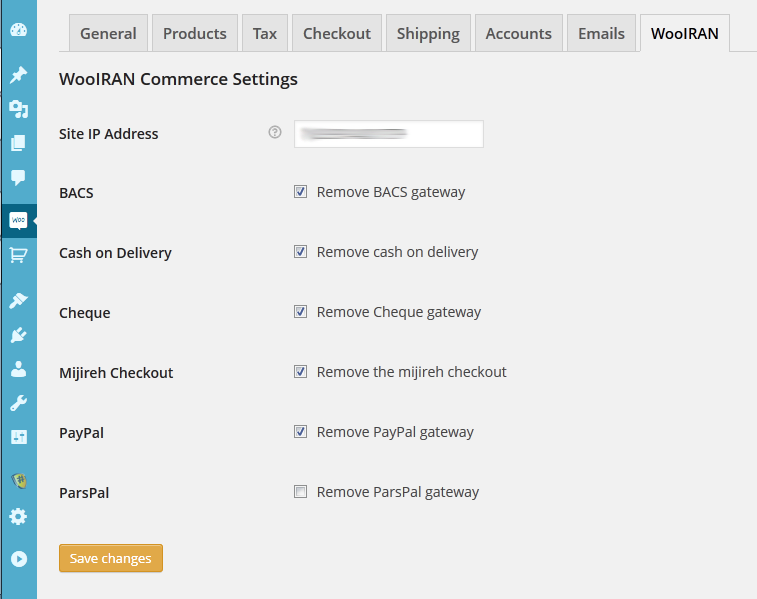 General Products Tax Checkout Shipping Accounts Emails WooIRAN
WooIRAN Commerce Settings
Site IP Address ?
BACS Remove BACS gateway
Woo
Cash on Delivery Remove cash on delivery
Cheque Remove Cheque gateway
Mijireh Checkout Remove the mijireh checkout
PayPal Remove PayPal gateway
ParsPal Remove ParsPal gateway
Save changes